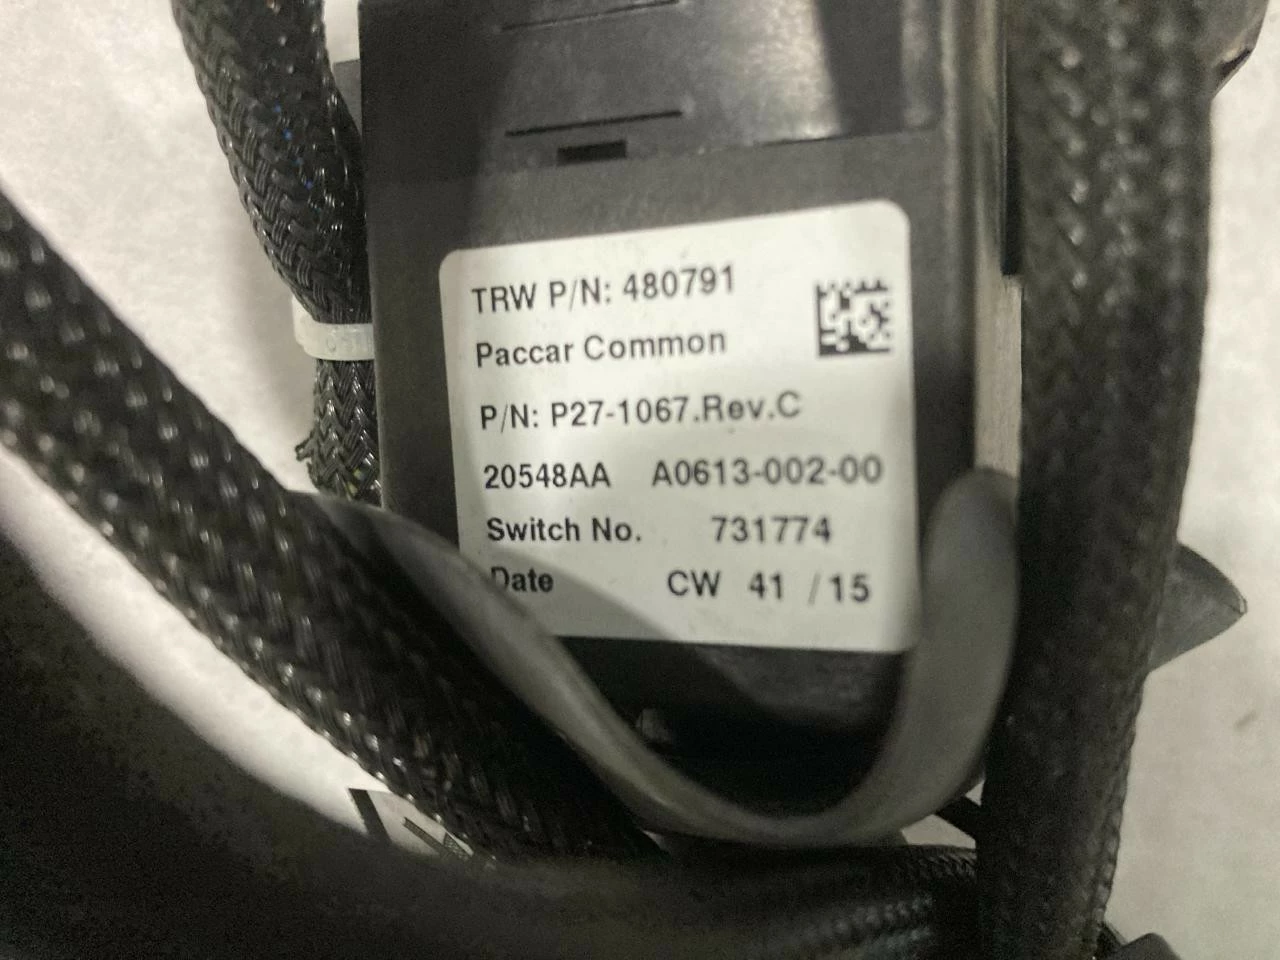 TRW P/N: 480791
Paccar Common
P/N: P27-1067.Rev.C
20548AA A0613-002-00
Switch No. 731774
Date CW 41 /15